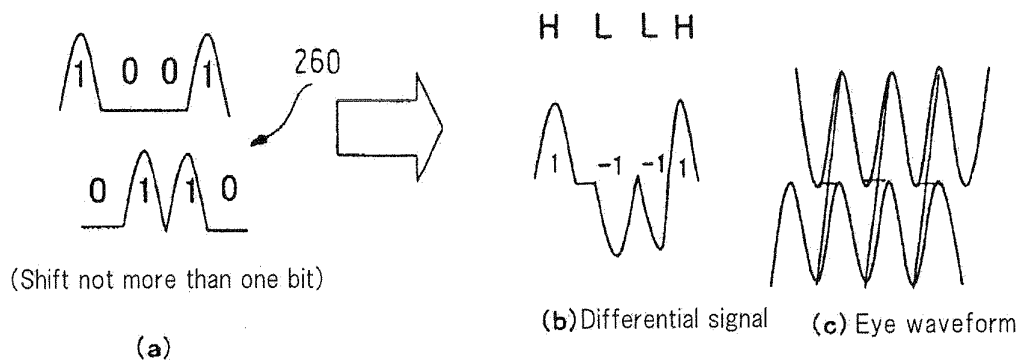 1 0 0 1
260
0 1 1 0
(Shift not more than one bit)
(a)
H L L H
1 -1 -1 1
(b) Differential signal
(c) Eye waveform